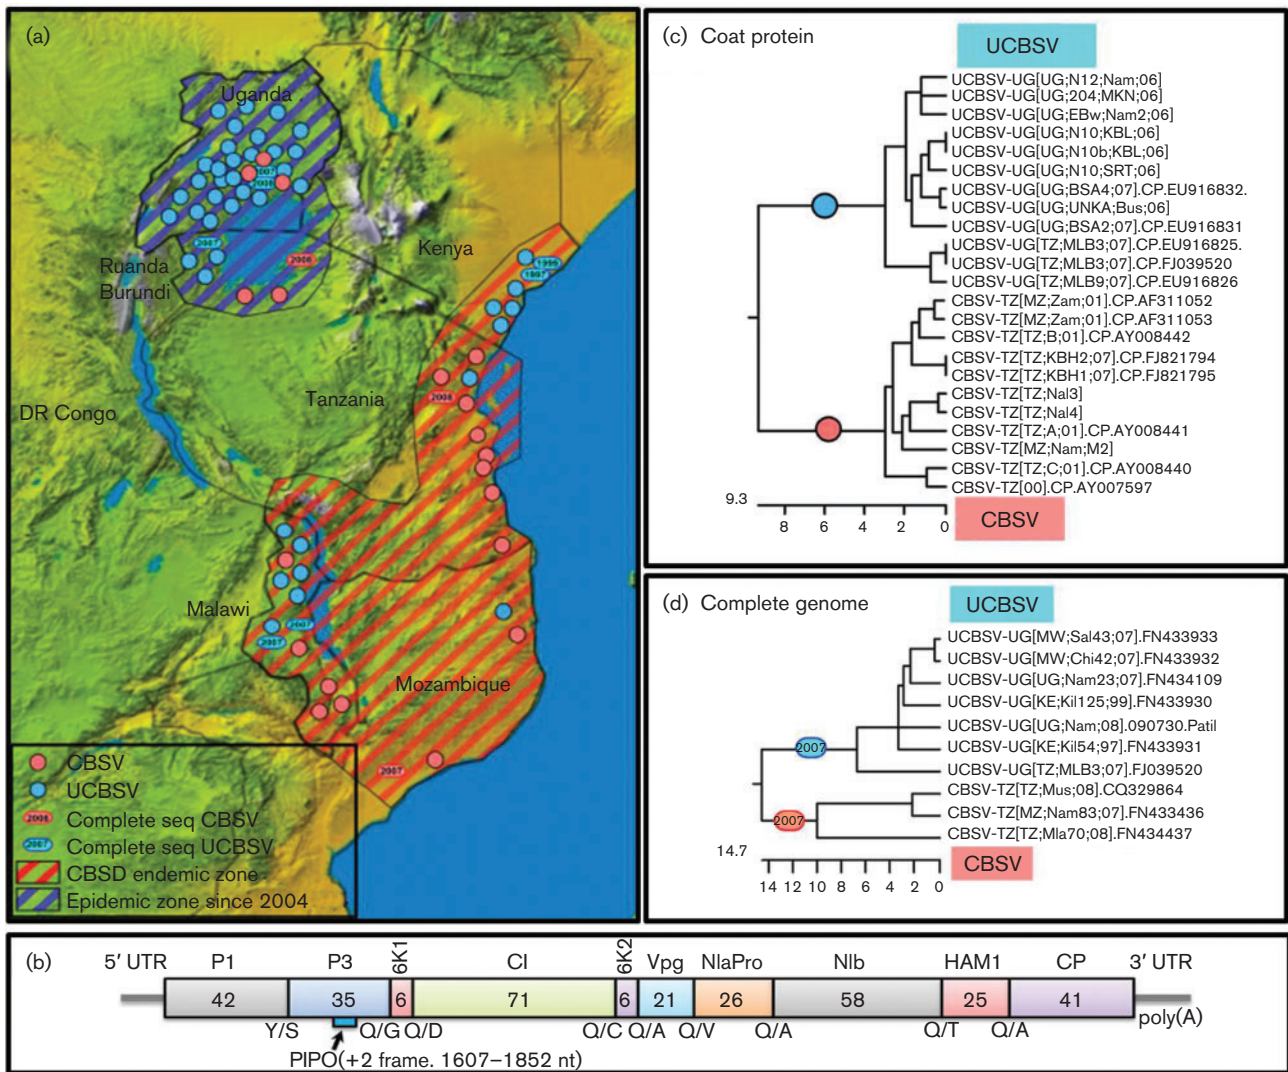 (a)
Uganda
2007
2008
2007
2008
Ruanda
Burundi
Kenya
1999
1997
Tanzania
2008
DR Congo
Malawi
2007
2007
Mozambique
2007
CBSV
UCBSV
2008 Complete seq CBSV
2007 Complete seq UCBSV
CBSD endemic zone
Epidemic zone since 2004
(c) Coat protein
UCBSV
UCBSV-UG[UG;N12;Nam;06]
UCBSV-UG[UG;204;MKN;06]
UCBSV-UG[UG;EBw;Nam2;06]
UCBSV-UG[UG;N10;KBL;06]
UCBSV-UG[UG;N10b;KBL;06]
UCBSV-UG[UG;N10;SRT;06]
UCBSV-UG[UG;BSA4;07].CP.EU916832.
UCBSV-UG[UG;UNKA;Bus;06]
UCBSV-UG[UG;BSA2;07].CP.EU916831
UCBSV-UG[TZ;MLB3;07].CP.EU916825.
UCBSV-UG[TZ;MLB3;07].CP.FJ039520
UCBSV-UG[TZ;MLB9;07].CP.EU916826
CBSV-TZ[MZ;Zam;01].CP.AF311052
CBSV-TZ[MZ;Zam;01].CP.AF311053
CBSV-TZ[TZ;B;01].CP.AY008442
CBSV-TZ[TZ;KBH2;07].CP.FJ821794
CBSV-TZ[TZ;KBH1;07].CP.FJ821795
CBSV-TZ[TZ;Nal3]
CBSV-TZ[TZ;Nal4]
CBSV-TZ[TZ;A;01].CP.AY008441
CBSV-TZ[MZ;Nam;M2]
CBSV-TZ[TZ;C;01].CP.AY008440
CBSV-TZ[00].CP.AY007597
9.3
8 6 4 2 0
CBSV
(d) Complete genome
UCBSV
UCBSV-UG[MW;Sal43;07].FN433933
UCBSV-UG[MW;Chi42;07].FN433932
UCBSV-UG[UG;Nam23;07].FN434109
UCBSV-UG[KE;Kil125;99].FN433930
UCBSV-UG[UG;Nam;08].090730.Patil
UCBSV-UG[KE;Kil54;97].FN433931
UCBSV-UG[TZ;MLB3;07].FJ039520
CBSV-TZ[TZ;Mus;08].CQ329864
CBSV-TZ[MZ;Nam83;07].FN433436
CBSV-TZ[TZ;Mla70;08].FN434437
2007
2007
14.7
14 12 10 8 6 4 2 0
CBSV
(b) 5′ UTR P1 P3 6K1 CI 6K2 Vpg NIaPro NIb HAM1 CP 3′ UTR
42 35 6 71 6 21 26 58 25 41
poly(A)
Y/S Q/G Q/D Q/C Q/A Q/V Q/A Q/T Q/A
PIPO(+2 frame. 1607–1852 nt)